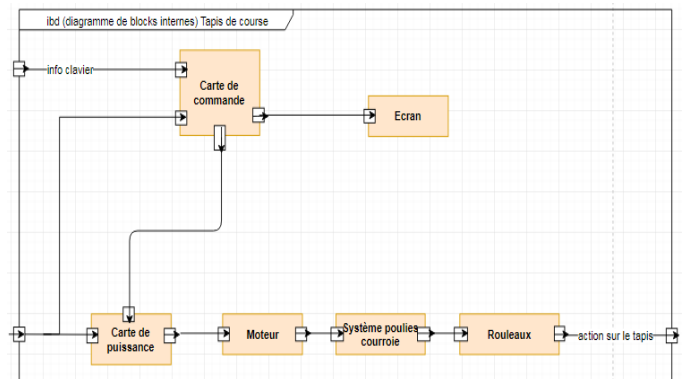 ibd (diagramme de blocks internes) Tapis de course
info clavier
Carte de
commande
Ecran
Carte de
puissance
Moteur
Système poulies
courroie
Rouleaux
action sur le tapis